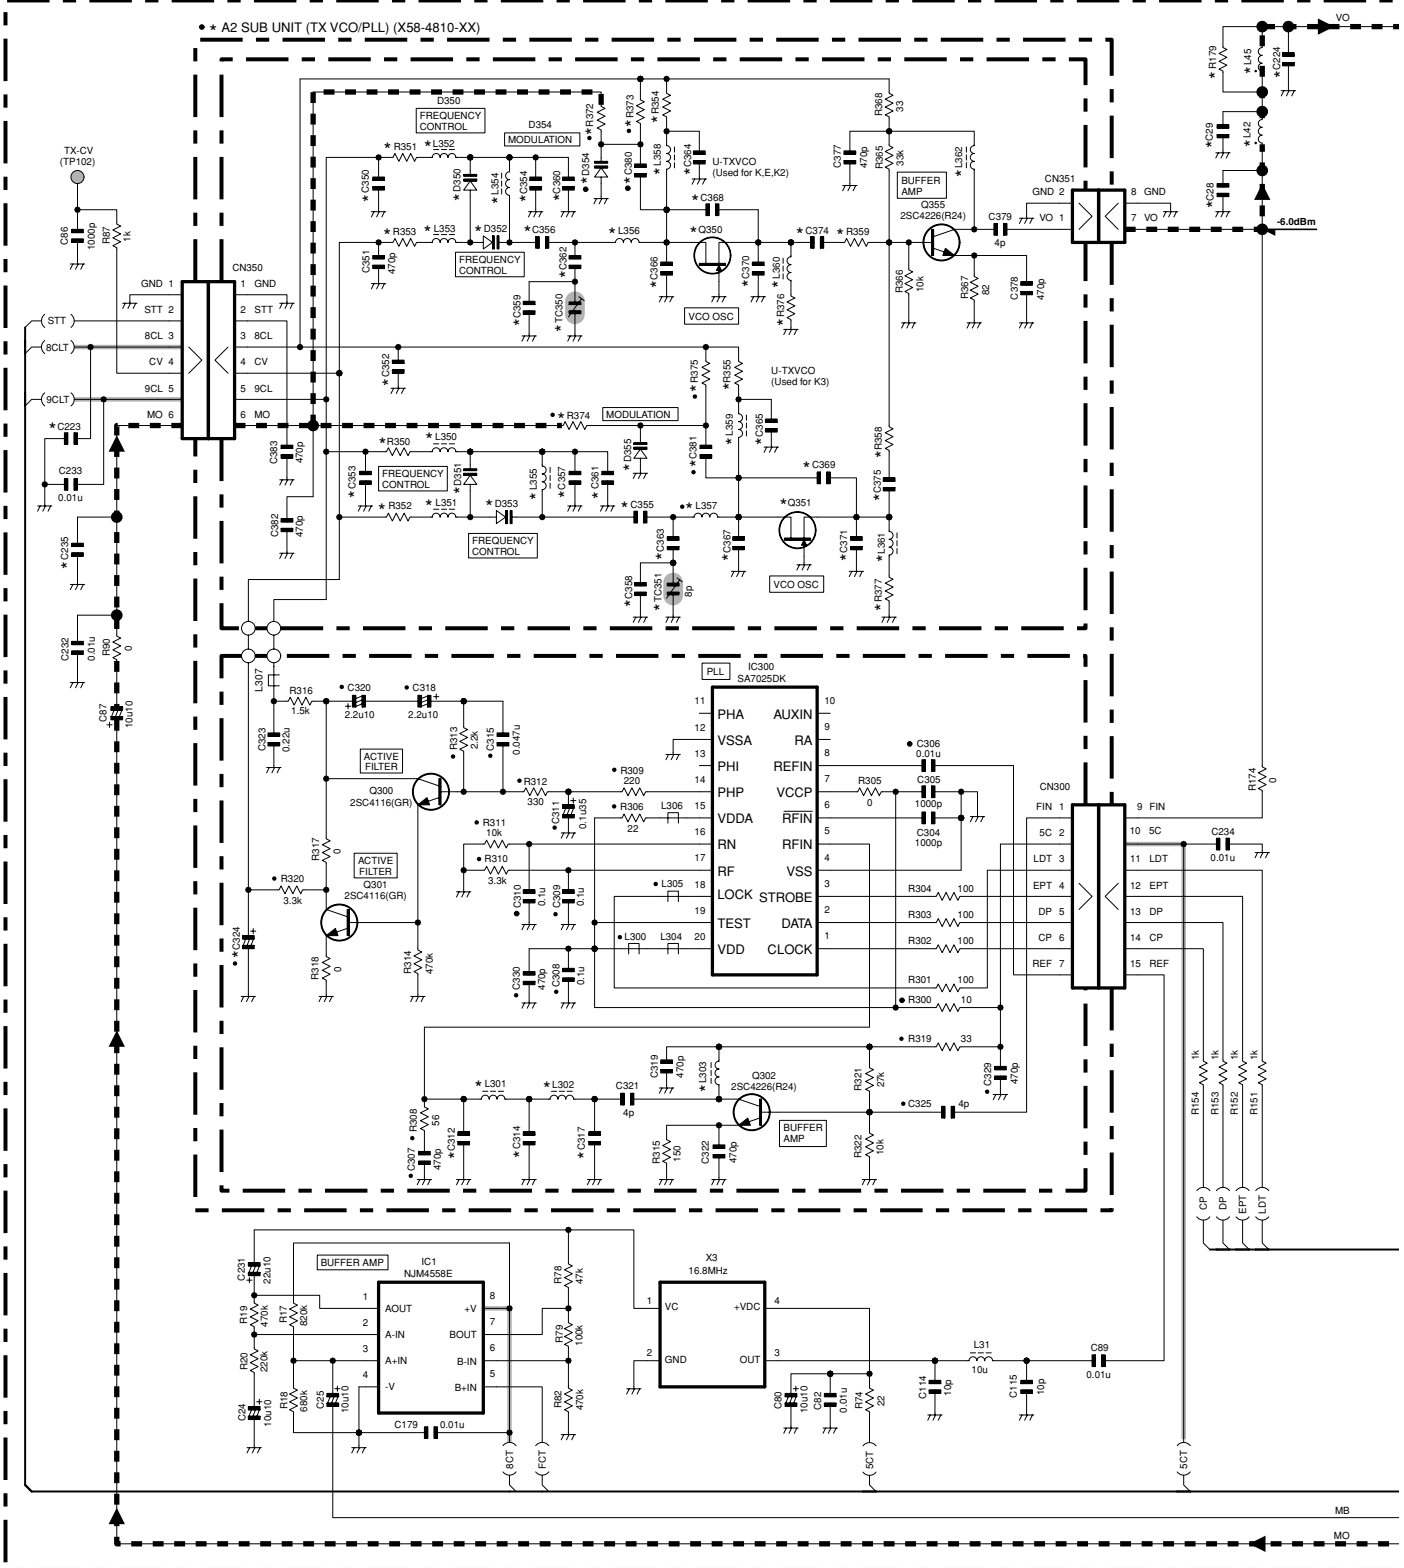 ● * A2 SUB UNIT (TX VCO/PLL) (X58-4810-XX)
VO
* R179
* L45
* C224
* C29
* L42
* C28
-6.0dBm
TX-CV
(TP102)
C86
1000p
R87
1k
D350
FREQUENCY
CONTROL
D354
MODULATION
* R351
* L352
* C350
* D350
* L354
* C354
* C360
● * R372
● * D354
● * R373
● * C380
* R354
* L358
* C364
U-TXVCO
(Used for K,E,K2)
C377
470p
R368
33
R365
33k
* L362
BUFFER
AMP
Q355
2SC4226(R24)
C379
4p
CN351
GND 2
VO 1
8 GND
7 VO
* R353
* L353
* D352
FREQUENCY
CONTROL
C351
470p
* C356
* C362
* C359
* TC350
* L356
* C366
* C368
* Q350
VCO OSC
* C370
* L360
* R376
* C374
* R359
R366
10k
R367
82
C378
470p
CN350
GND 1
STT 2
8CL 3
CV 4
9CL 5
MO 6
1 GND
2 STT
3 8CL
4 CV
5 9CL
6 MO
STT
8CLT
9CLT
* C223
C233
0.01u
* C235
C232
0.01u
R90
0
C87
10u10
* C352
● * R375
* R355
U-TXVCO
(Used for K3)
● * R374
MODULATION
* L359
* C365
* D355
● * C381
C383
470p
C382
470p
* R350
* L350
* C353
FREQUENCY
CONTROL
* D351
* L355
* C357
* C361
* R352
* L351
* D353
FREQUENCY
CONTROL
* C355
* C363
* C358
* TC351
8p
● * L357
* C367
* C369
* Q351
VCO OSC
* C371
* R358
* C375
* L361
* R377
L307
R316
1.5k
● C320
2.2u10
● C318
2.2u10
C323
0.22u
● R313
2.2k
● C315
0.047u
ACTIVE
FILTER
Q300
2SC4116(GR)
● R312
330
● C311
0.1u35
● R309
220
● R306
22
L306
● R311
10k
● R310
3.3k
● C310
0.1u
● C309
0.1u
R317
0
ACTIVE
FILTER
Q301
2SC4116(GR)
● R320
3.3k
● * C324
R318
0
R314
470k
● L305
● L300
L304
● C330
470p
● C308
0.1u
PLL
IC300
SA7025DK
11 PHA
12 VSSA
13 PHI
14 PHP
15 VDDA
16 RN
17 RF
18 LOCK
19 TEST
20 VDD
AUXIN 10
RA 9
REFIN 8
VCCP 7
RFIN 6
RFIN 5
VSS 4
STROBE 3
DATA 2
CLOCK 1
● C306
0.01u
R305
0
C305
1000p
C304
1000p
R304 100
R303 100
R302 100
R301 100
● R300 10
● R319 33
CN300
FIN 1
5C 2
LDT 3
EPT 4
DP 5
CP 6
REF 7
9 FIN
10 5C
11 LDT
12 EPT
13 DP
14 CP
15 REF
R174
0
C234
0.01u
C319
470p
* L303
Q302
2SC4226(R24)
BUFFER
AMP
R321
27k
● C329
470p
● C325
4p
R322
10k
R315
150
C322
470p
● R308
56
● C307
470p
* L301
* L302
* C312
* C314
* C317
C321
4p
R154
1k
R153
1k
R152
1k
R151
1k
CP
DP
EPT
LDT
C231
22u10
BUFFER AMP
IC1
NJM4558E
R19
470k
R17
820k
R20
220k
R18
680k
C24
10u10
C25
10u10
1 AOUT
2 A-IN
3 A+IN
4 -V
+V 8
BOUT 7
B-IN 6
B+IN 5
C179
0.01u
R78
47k
R79
100k
R82
470k
8CT
FCT
X3
16.8MHz
1 VC
2 GND
+VDC 4
OUT 3
C80
10u10
C82
0.01u
R74
22
5CT
C114
10p
L31
10u
C115
10p
C89
0.01u
5CT
MB
MO